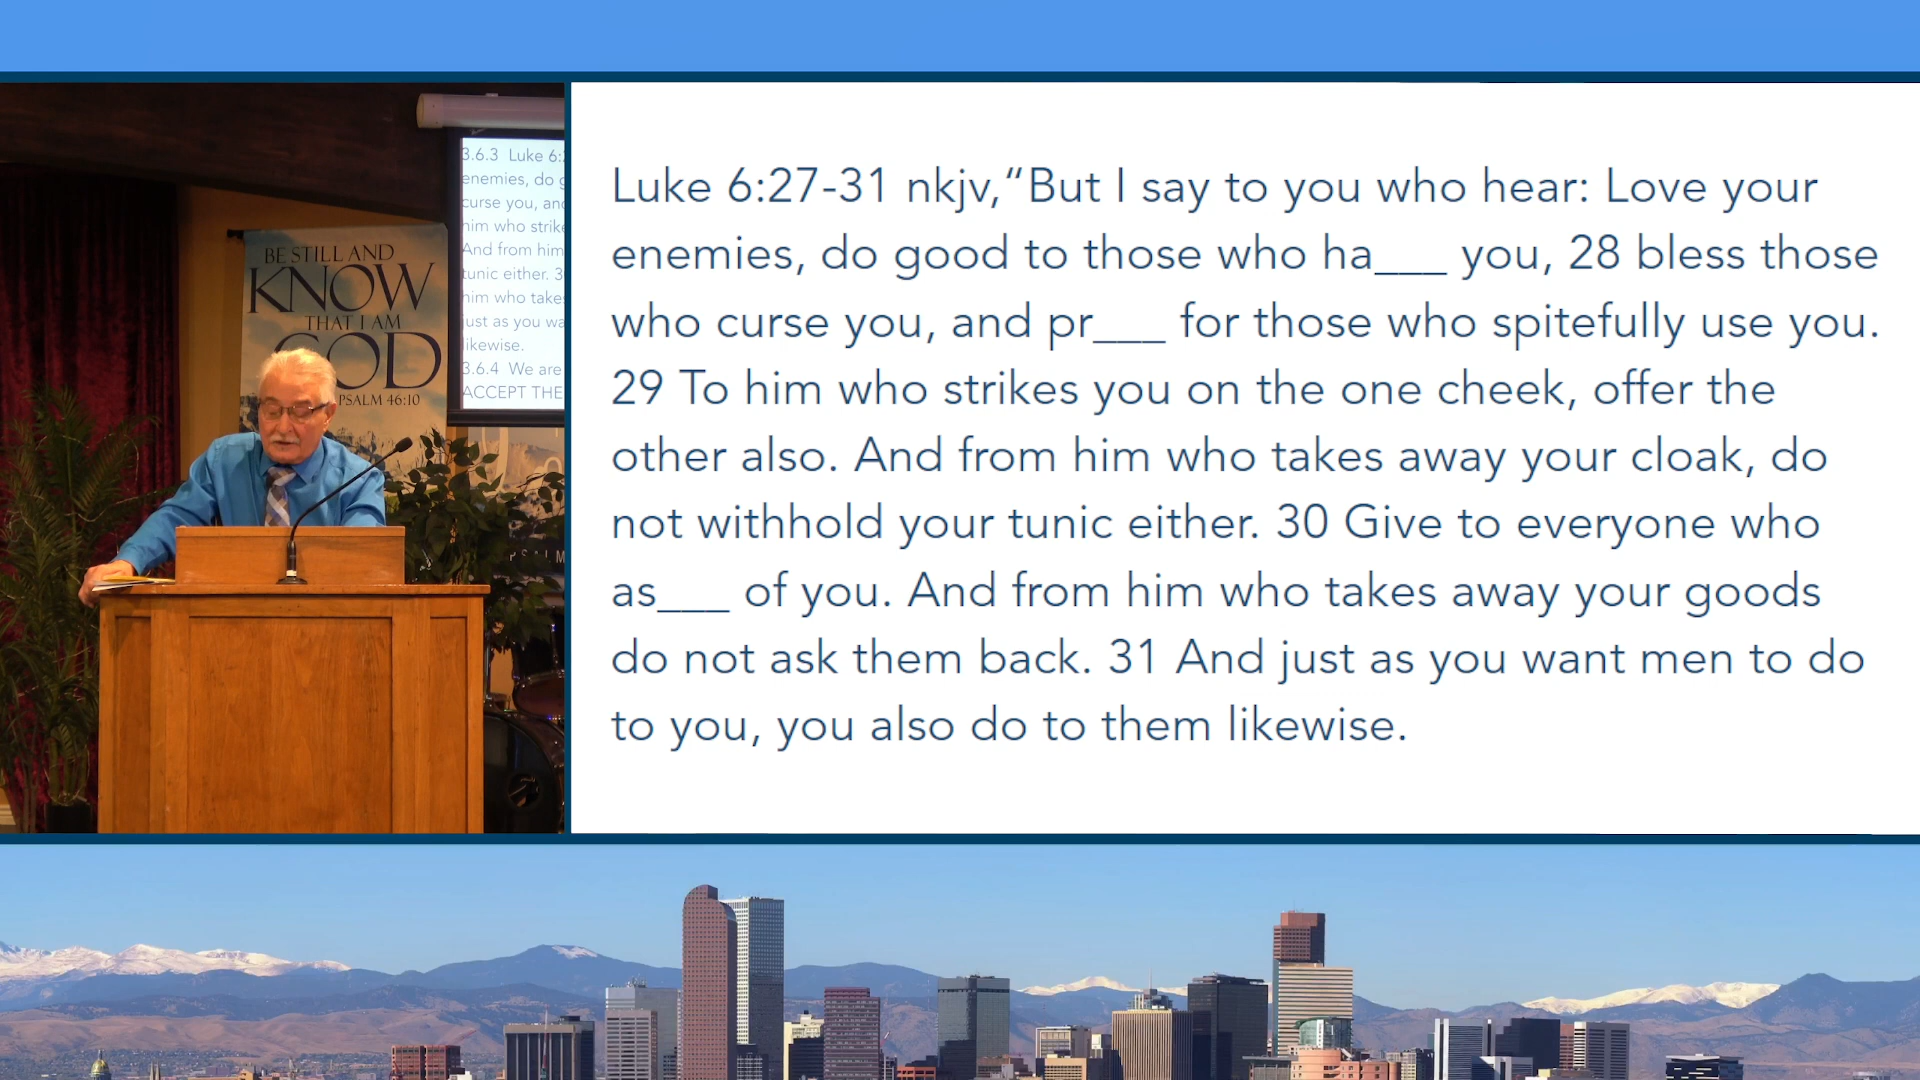 Luke 6:27-31 nkjv,“But I say to you who hear: Love your
enemies, do good to those who ha___ you, 28 bless those
who curse you, and pr___ for those who spitefully use you.
29 To him who strikes you on the one cheek, offer the
other also. And from him who takes away your cloak, do
not withhold your tunic either. 30 Give to everyone who
as___ of you. And from him who takes away your goods
do not ask them back. 31 And just as you want men to do
to you, you also do to them likewise.
3.6.3 Luke 6:
enemies, do
curse you, and
him who strike
And from him
tunic either. 3
him who takes
just as you wa
likewise.
3.6.4 We are
ACCEPT THE
BE STILL AND
KNOW
THAT I AM
GOD
PSALM 46:10
PSALM